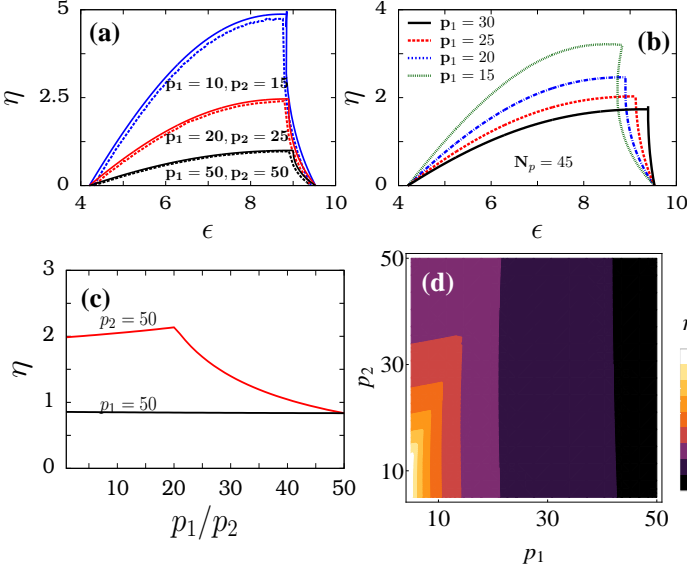 η
5
2.5
0
4
6
8
10
ϵ
(a)
p₁ = 10, p₂ = 15
p₁ = 20, p₂ = 25
p₁ = 50, p₂ = 50
η
4
2
0
4
6
8
10
ϵ
(b)
p₁ = 30
p₁ = 25
p₁ = 20
p₁ = 15
N_p = 45
η
3
2
1
0
10
20
30
40
50
p₁/p₂
(c)
p₂ = 50
p₁ = 50
(d)
p₂
50
30
10
10
30
50
p₁